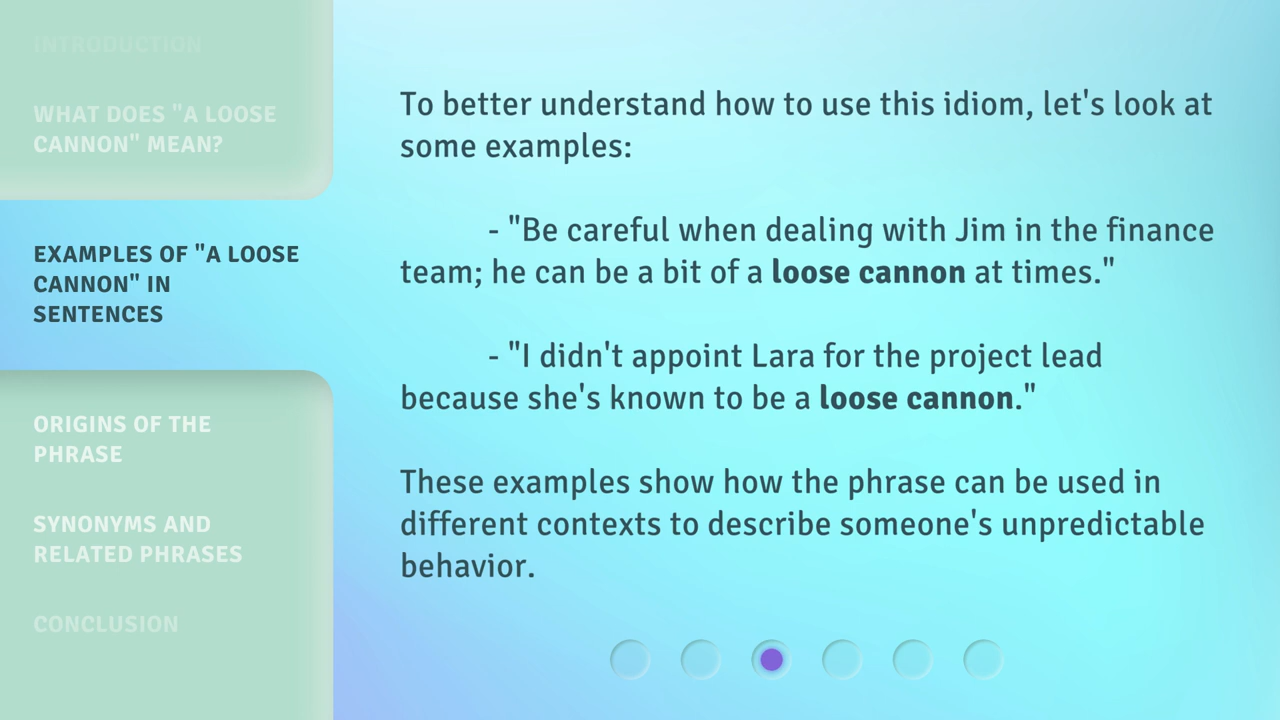 INTRODUCTION
WHAT DOES "A LOOSE
CANNON" MEAN?
EXAMPLES OF "A LOOSE
CANNON" IN
SENTENCES
ORIGINS OF THE
PHRASE
SYNONYMS AND
RELATED PHRASES
CONCLUSION
To better understand how to use this idiom, let's look at
some examples:
- "Be careful when dealing with Jim in the finance
team; he can be a bit of a loose cannon at times."
- "I didn't appoint Lara for the project lead
because she's known to be a loose cannon."
These examples show how the phrase can be used in
different contexts to describe someone's unpredictable
behavior.